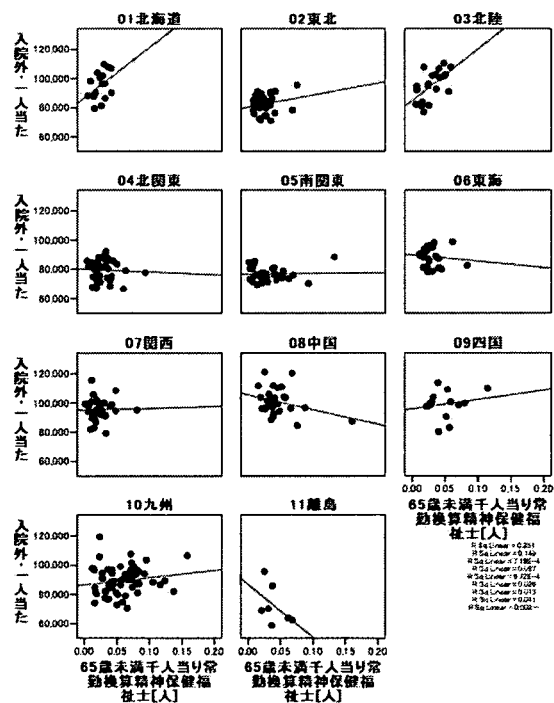 01北海道
02東北
03北陸
入院外・一人当た
120,000
100,000
80,000
60,000
04北関東
05南関東
06東海
入院外・一人当た
120,000
100,000
80,000
60,000
07関西
08中国
09四国
入院外・一人当た
120,000
100,000
80,000
60,000
0.00 0.05 0.10 0.15 0.20
65歳未満千人当り常
勤換算精神保健福
祉士[人]
10九州
11離島
入院外・一人当た
120,000
100,000
80,000
60,000
0.00 0.05 0.10 0.15 0.20
0.00 0.05 0.10 0.15 0.20
65歳未満千人当り常
勤換算精神保健福
祉士[人]
65歳未満千人当り常
勤換算精神保健福
祉士[人]